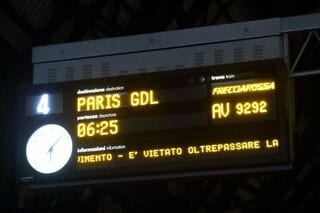 destinazione destination
treno train
4
PARIS GDL
FRECCIAROSSA
partenza departure
AV 9292
06:25
informazioni information
VIMENTO - E' VIETATO OLTREPASSARE LA